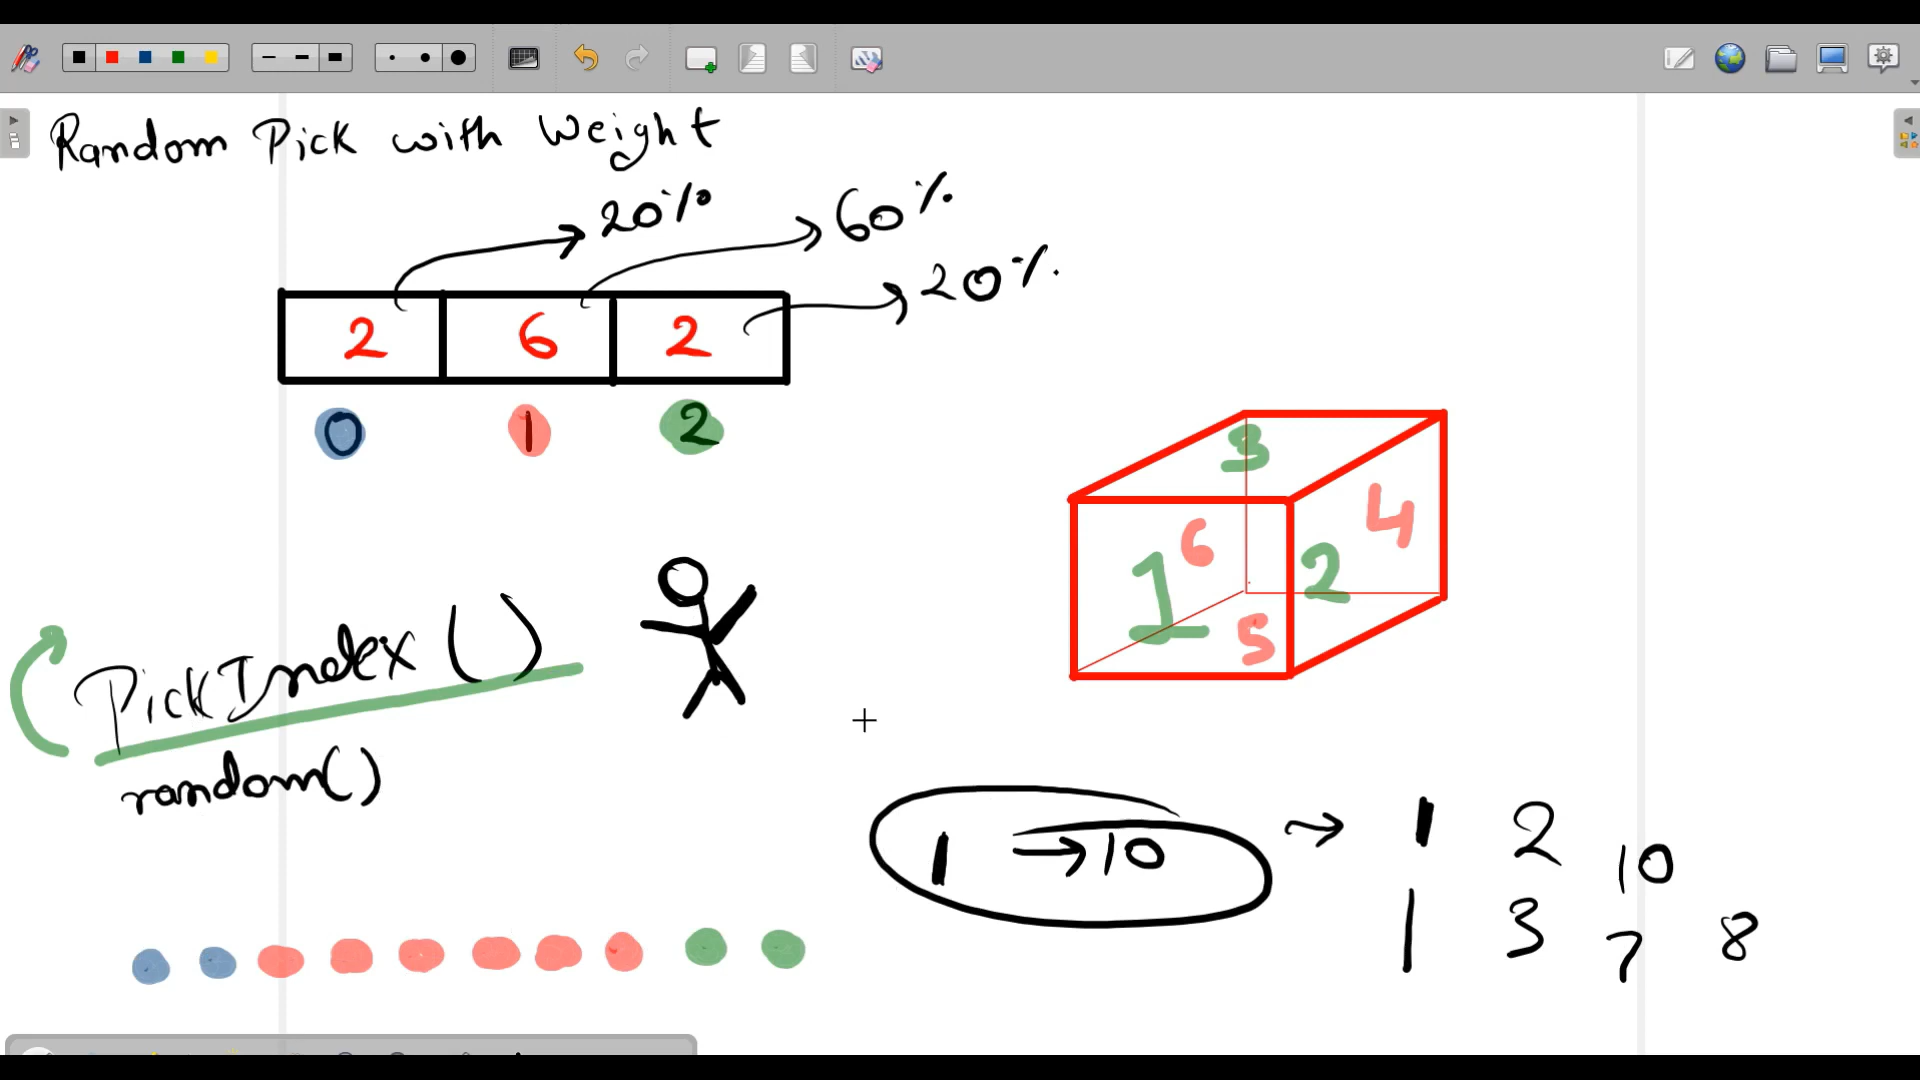 Random Pick with Weight
20%
60%
20%
2 6 2
0 1 2
3
6 4
1 2
5
PickIndex()
random()
1 → 10 → 1 2 10
1 3 7 8